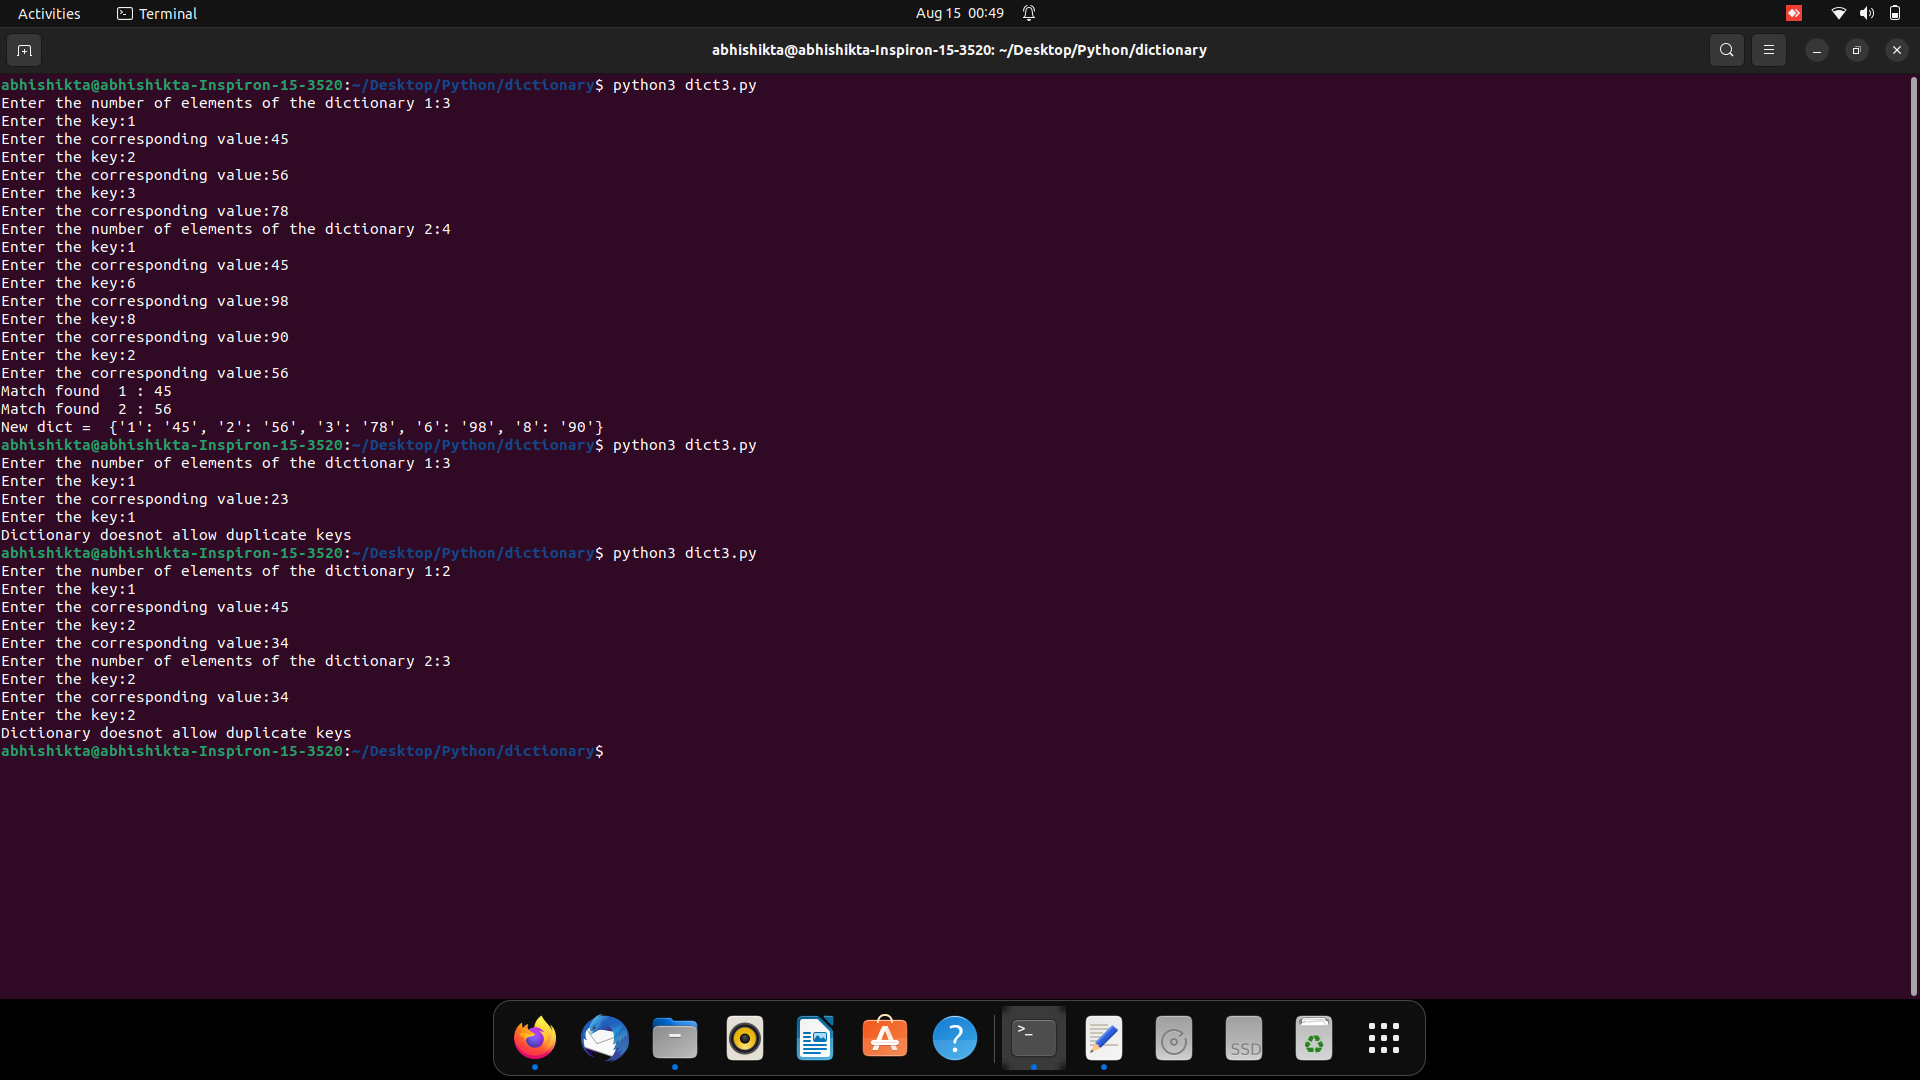 Activities
Terminal
Aug 15  00:49
abhishikta@abhishikta-Inspiron-15-3520: ~/Desktop/Python/dictionary
abhishikta@abhishikta-Inspiron-15-3520:~/Desktop/Python/dictionary$ python3 dict3.py
Enter the number of elements of the dictionary 1:3
Enter the key:1
Enter the corresponding value:45
Enter the key:2
Enter the corresponding value:56
Enter the key:3
Enter the corresponding value:78
Enter the number of elements of the dictionary 2:4
Enter the key:1
Enter the corresponding value:45
Enter the key:6
Enter the corresponding value:98
Enter the key:8
Enter the corresponding value:90
Enter the key:2
Enter the corresponding value:56
Match found  1 : 45
Match found  2 : 56
New dict =  {'1': '45', '2': '56', '3': '78', '6': '98', '8': '90'}
abhishikta@abhishikta-Inspiron-15-3520:~/Desktop/Python/dictionary$ python3 dict3.py
Enter the number of elements of the dictionary 1:3
Enter the key:1
Enter the corresponding value:23
Enter the key:1
Dictionary doesnot allow duplicate keys
abhishikta@abhishikta-Inspiron-15-3520:~/Desktop/Python/dictionary$ python3 dict3.py
Enter the number of elements of the dictionary 1:2
Enter the key:1
Enter the corresponding value:45
Enter the key:2
Enter the corresponding value:34
Enter the number of elements of the dictionary 2:3
Enter the key:2
Enter the corresponding value:34
Enter the key:2
Dictionary doesnot allow duplicate keys
abhishikta@abhishikta-Inspiron-15-3520:~/Desktop/Python/dictionary$
SSD